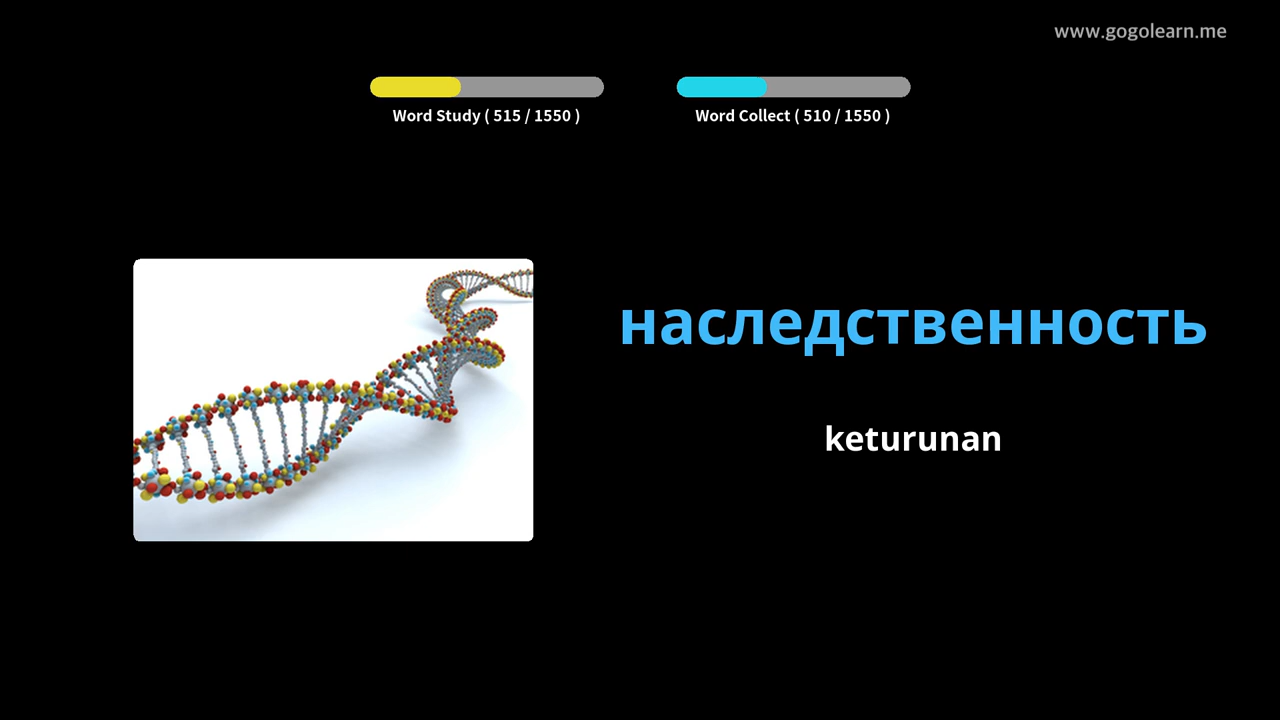 www.gogolearn.me
Word Study ( 515 / 1550 )
Word Collect ( 510 / 1550 )
наследственность
keturunan